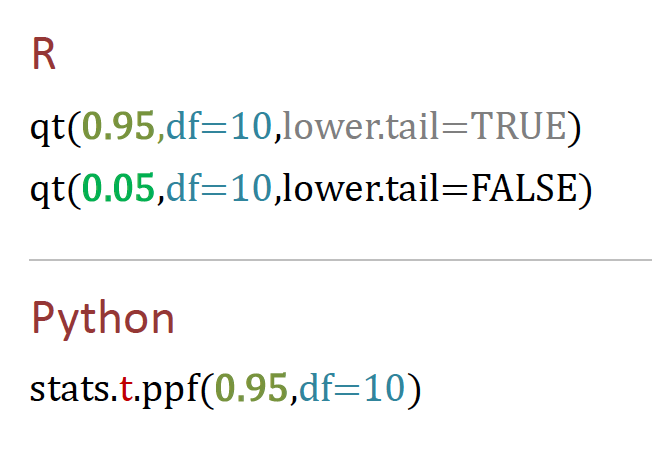 R
qt(0.95,df=10,lower.tail=TRUE)
qt(0.05,df=10,lower.tail=FALSE)
Python
stats.t.ppf(0.95,df=10)